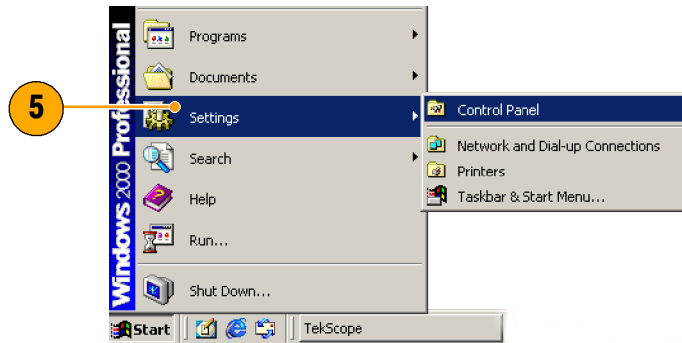 Windows 2000 Professional
Programs
Documents
5
Settings
Search
Help
Run...
Shut Down...
Control Panel
Network and Dial-up Connections
Printers
Taskbar & Start Menu...
Start
TekScope